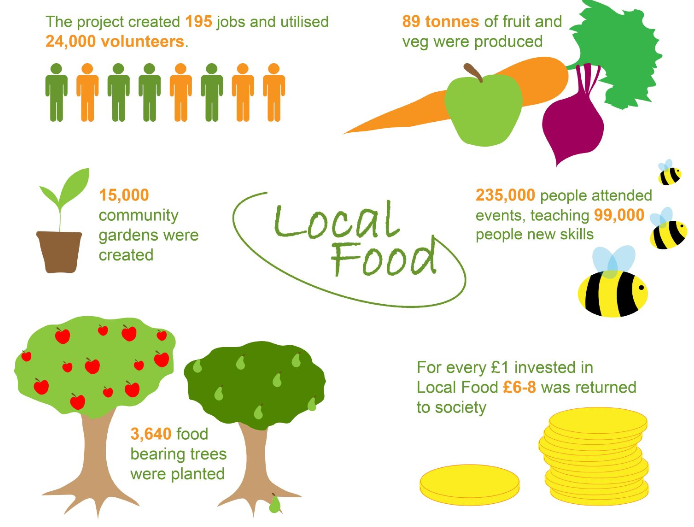 The project created 195 jobs and utilised
24,000 volunteers.
89 tonnes of fruit and
veg were produced
15,000
community
gardens were
created
Local
Food
235,000 people attended
events, teaching 99,000
people new skills
3,640 food
bearing trees
were planted
For every £1 invested in
Local Food £6-8 was returned
to society